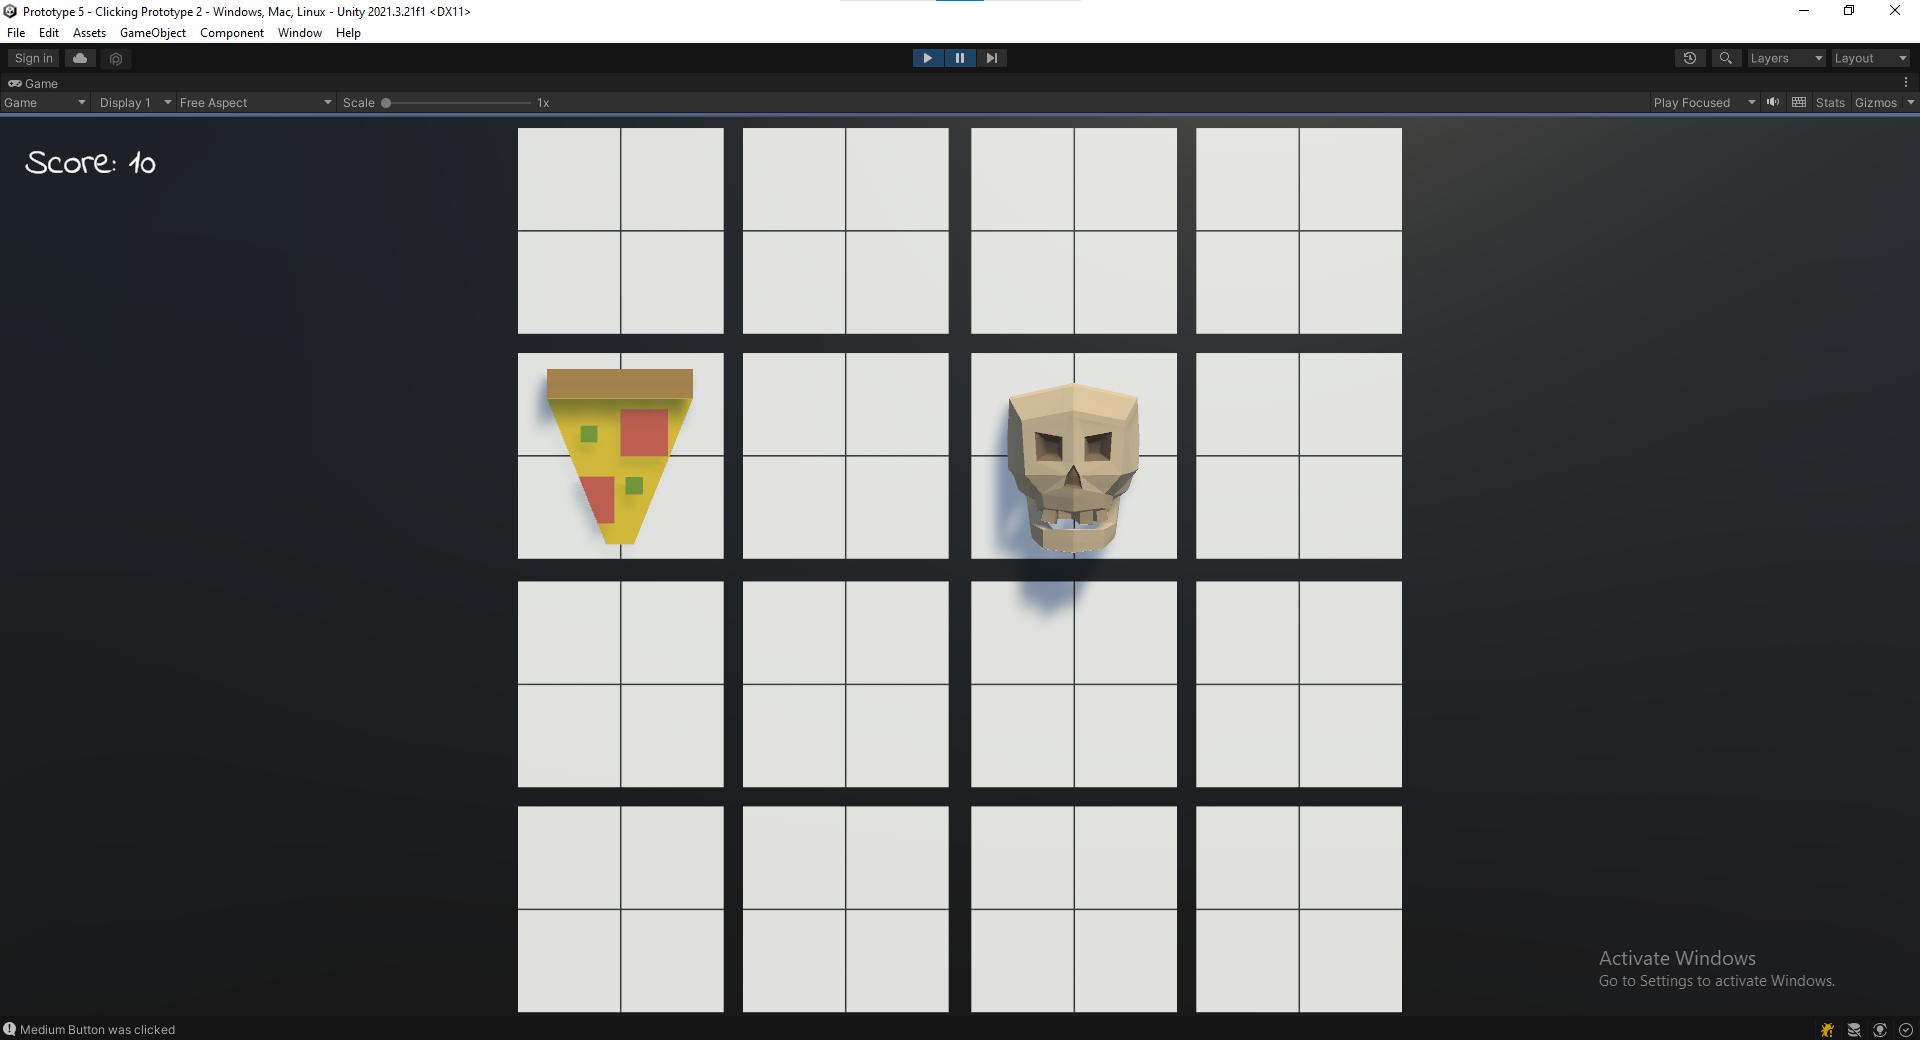 Prototype 5 - Clicking Prototype 2 - Windows, Mac, Linux - Unity 2021.3.21f1 <DX11>
File Edit Assets GameObject Component Window Help
Sign in Layers Layout
Game
Game Display 1 Free Aspect Scale 1x Play Focused Stats Gizmos
Score: 10
Activate Windows
Go to Settings to activate Windows.
Medium Button was clicked